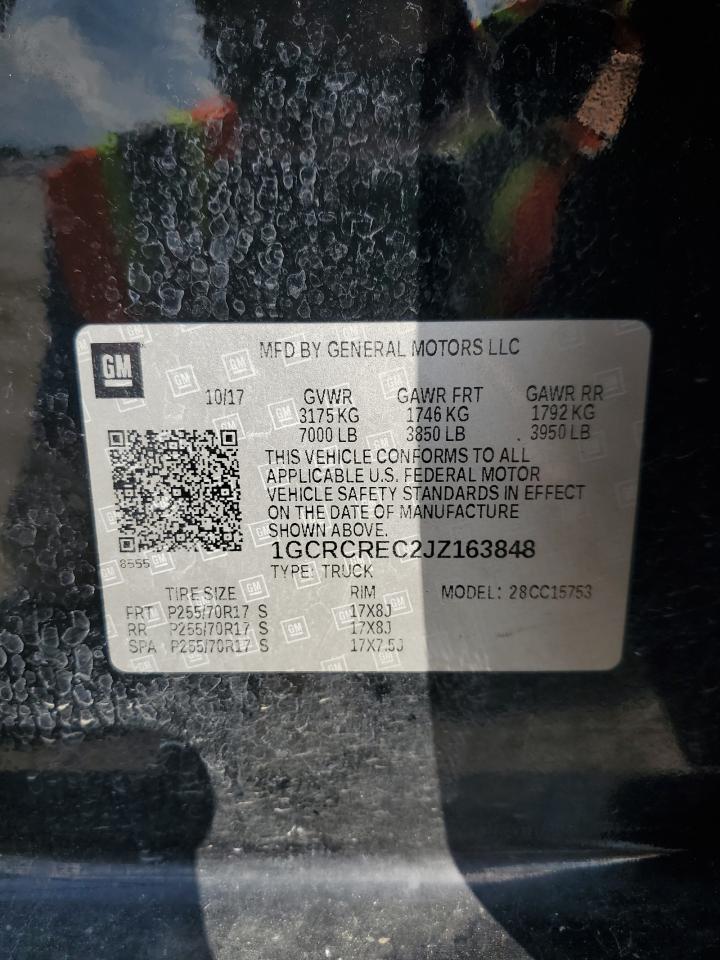 GM
MFD BY GENERAL MOTORS LLC
10/17 GVWR GAWR FRT GAWR RR
3175 KG 1746 KG 1792 KG
7000 LB 3850 LB 3950 LB
THIS VEHICLE CONFORMS TO ALL
APPLICABLE U.S. FEDERAL MOTOR
VEHICLE SAFETY STANDARDS IN EFFECT
ON THE DATE OF MANUFACTURE
SHOWN ABOVE.
8555 1GCRCREC2JZ163848
TYPE: TRUCK
TIRE SIZE RIM MODEL: 28CC15753
FRT P255/70R17 S 17X8J
RR P255/70R17 S 17X8J
SPA P255/70R17 S 17X7.5J